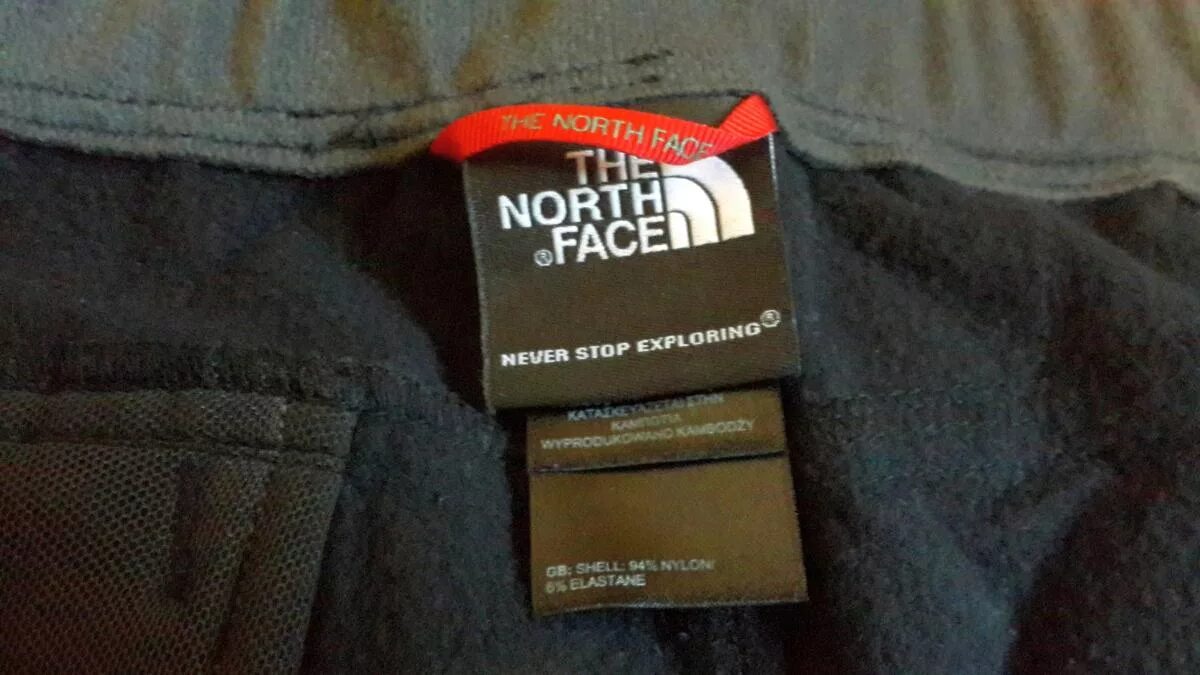 THE NORTH FACE
THE
NORTH
® FACE
NEVER STOP EXPLORING®
WYPRODUKOWANO KAMBODŻY
GB: SHELL: 94% NYLON/
6% ELASTANE